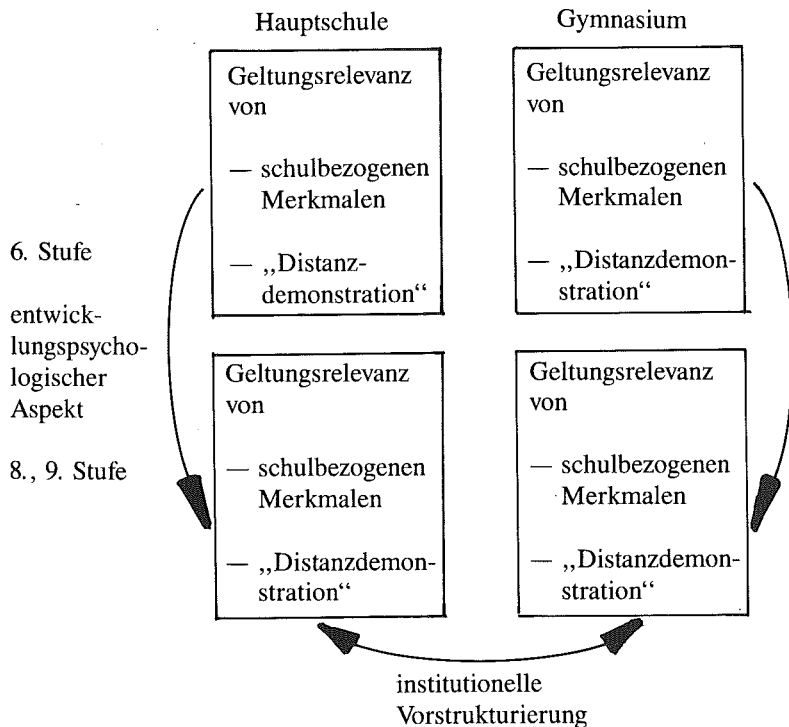 Hauptschule
Gymnasium
Geltungsrelevanz
von
— schulbezogenen
Merkmalen
— „Distanz-
demonstration“
Geltungsrelevanz
von
— schulbezogenen
Merkmalen
— „Distanzdemon-
stration“
6. Stufe
entwick-
lungspsycho-
logischer
Aspekt
8., 9. Stufe
Geltungsrelevanz
von
— schulbezogenen
Merkmalen
— „Distanzdemon-
stration“
Geltungsrelevanz
von
— schulbezogenen
Merkmalen
— „Distanzdemon-
stration“
institutionelle
Vorstrukturierung